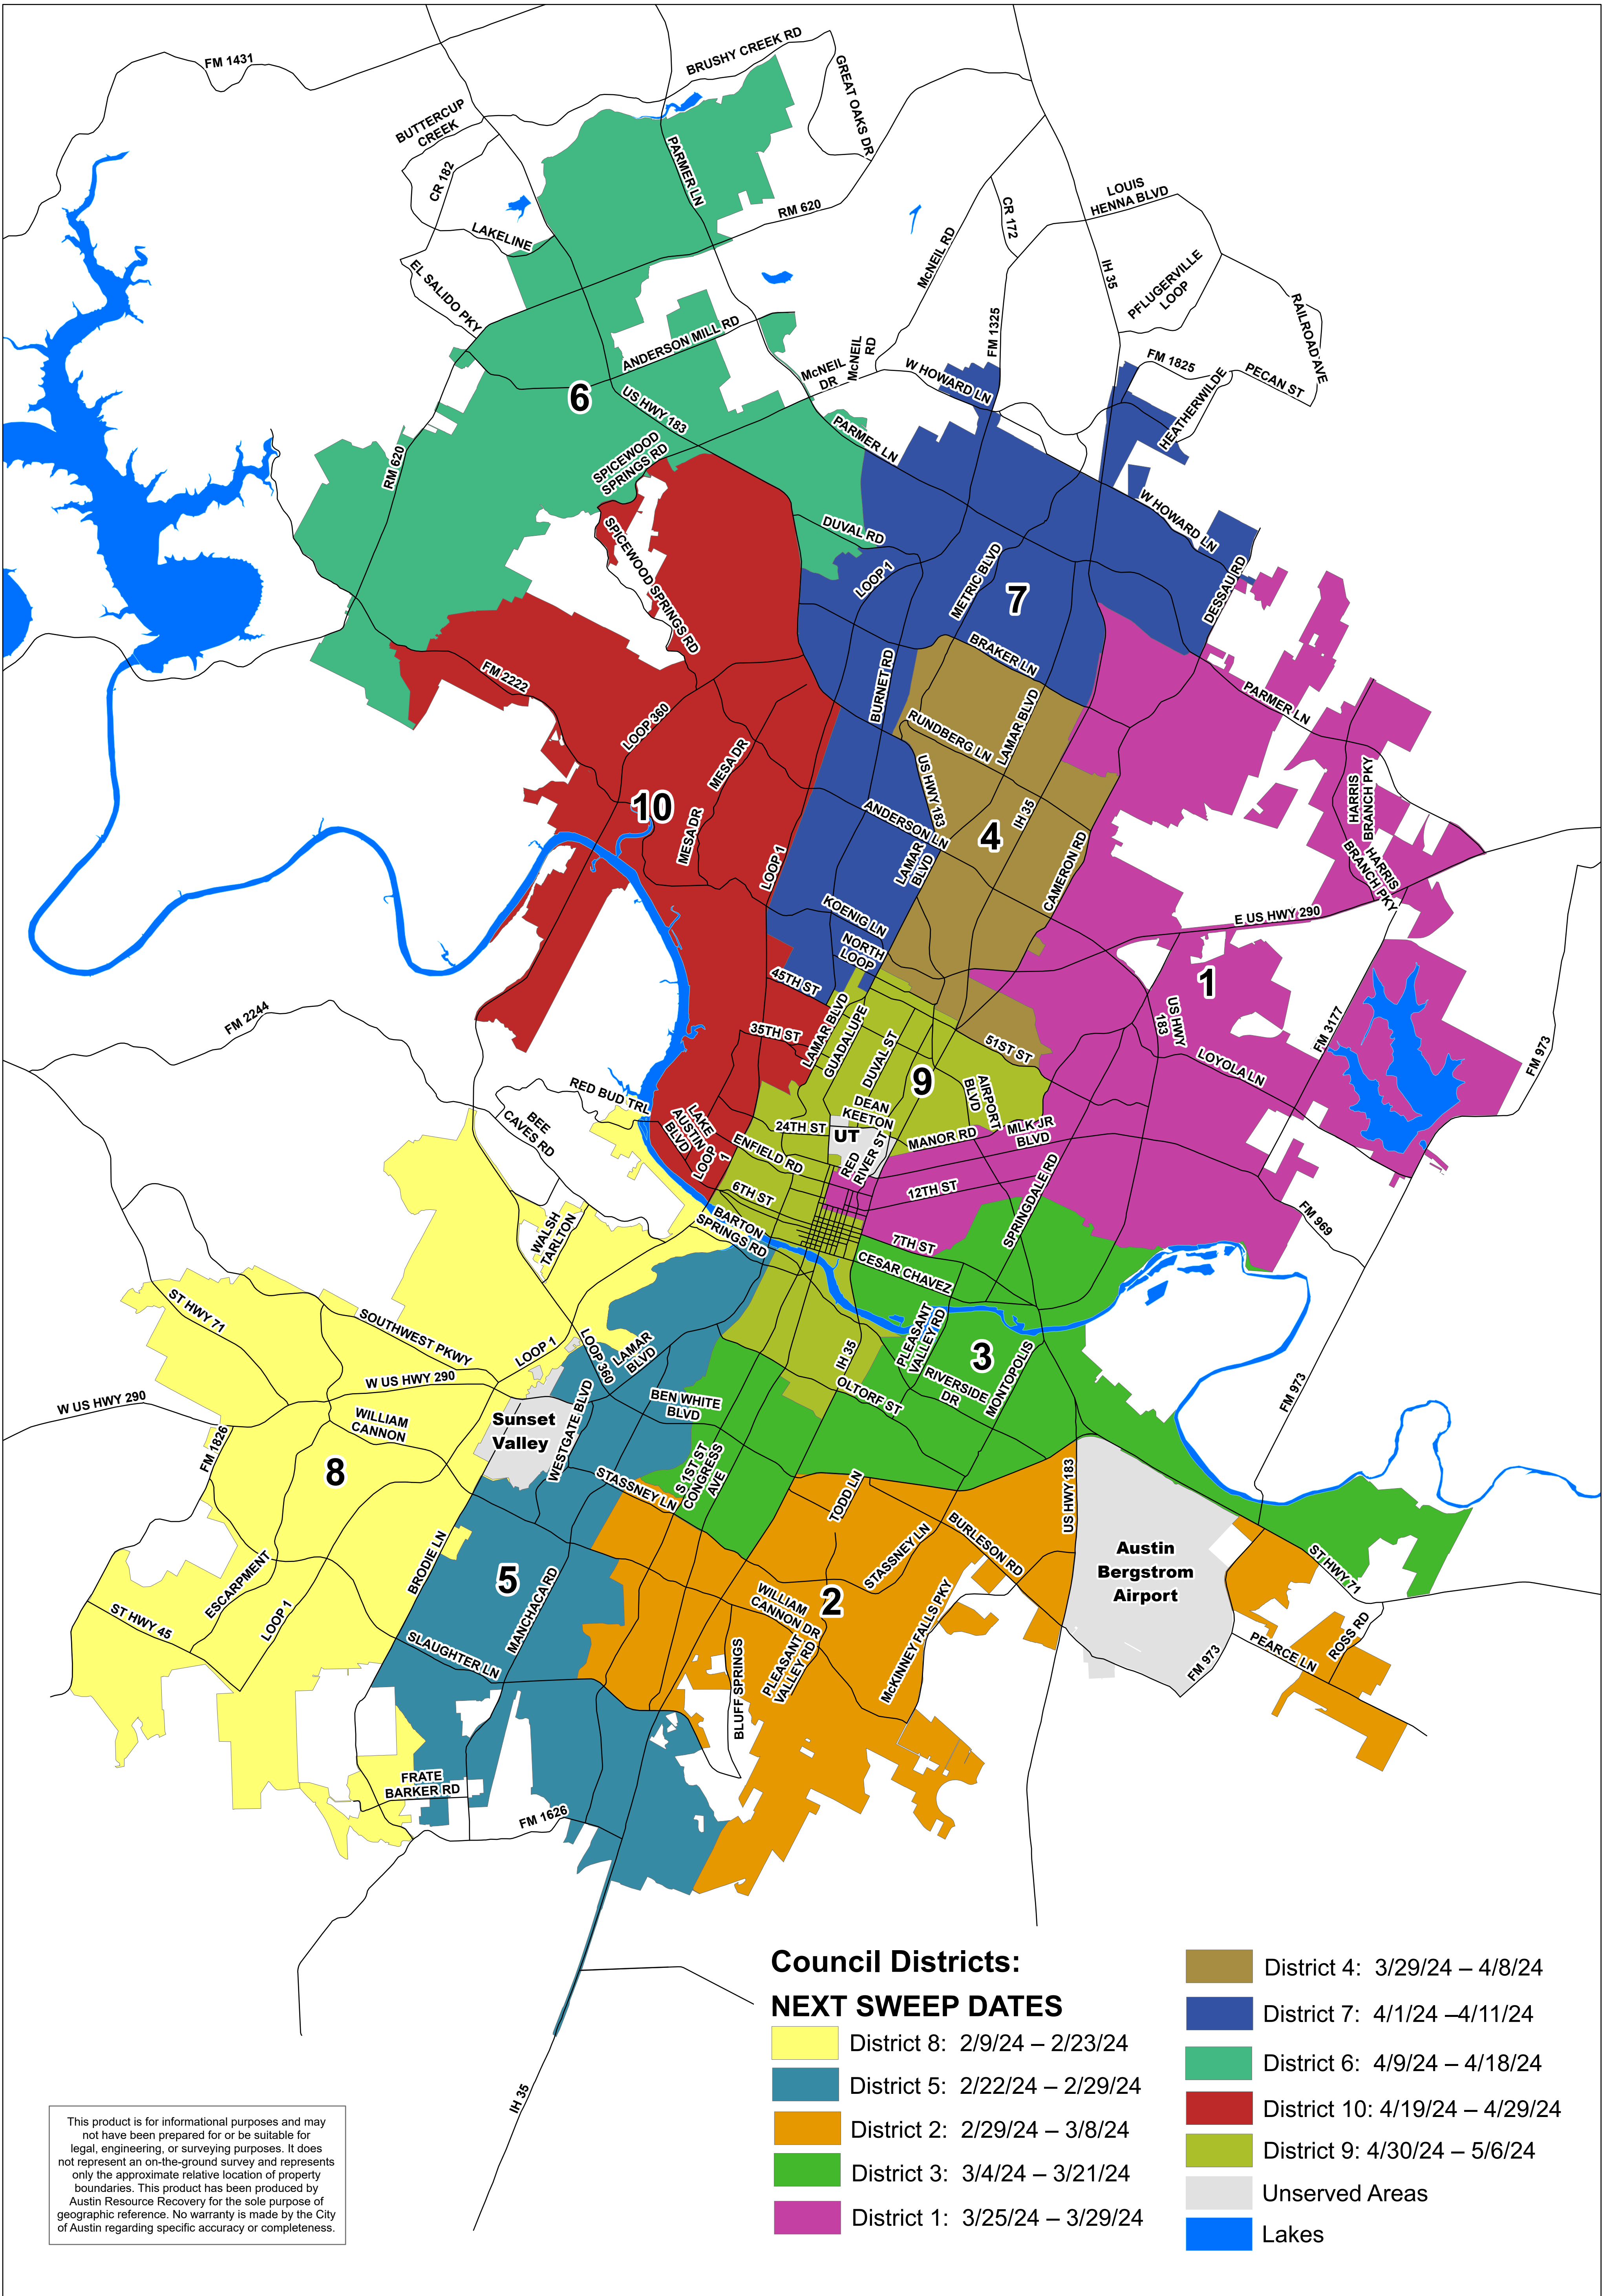 FM 1431
BRUSHY CREEK RD
GREAT OAKS DR
BUTTERCUP
CREEK
CR 182
PARMER LN
LAKELINE
RM 620
EL SALIDO PKY
McNEIL RD
CR 172
LOUIS
HENNA BLVD
IH 35
PFLUGERVILLE
LOOP
RAILROAD AVE
FM 1325
ANDERSON MILL RD
McNEIL
DR
McNEIL
RD
W HOWARD LN
FM 1825
PECAN ST
HEATHERWILDE
6
US HWY 183
PARMER LN
SPICEWOOD
SPRINGS RD
RM 620
W HOWARD LN
DUVAL RD
SPICEWOOD SPRINGS RD
LOOP 1
METRIC BLVD
7
DESSAU RD
BRAKER LN
FM 2222
BURNET RD
LAMAR BLVD
PARMER LN
LOOP 360
RUNDBERG LN
MESA DR
US HWY 183
HARRIS
BRANCH PKY
10
MESA DR
ANDERSON LN
IH 35
4
LOOP 1
LAMAR
BLVD
CAMERON RD
HARRIS
BRANCH PKY
KOENIG LN
E US HWY 290
NORTH
LOOP
45TH ST
1
US HWY
183
FM 3177
FM 973
FM 2244
35TH ST
LAMAR BLVD
GUADALUPE
DUVAL ST
51ST ST
LOYOLA LN
9
RED BUD TRL
BEE
CAVES RD
LAKE
AUSTIN
BLVD
LOOP
1
AIRPORT
BLVD
DEAN
KEETON
24TH ST
UT
MANOR RD
MLK JR
BLVD
ENFIELD RD
RED
RIVER ST
6TH ST
12TH ST
SPRINGDALE RD
FM 969
WALSH
TARLTON
BARTON
SPRINGS RD
7TH ST
CESAR CHAVEZ
ST HWY 71
SOUTHWEST PKWY
LOOP 1
LOOP 360
LAMAR
BLVD
IH 35
PLEASANT
VALLEY RD
3
RIVERSIDE
DR
MONTOPOLIS
FM 973
W US HWY 290
W US HWY 290
WILLIAM
CANNON
Sunset
Valley
WESTGATE BLVD
BEN WHITE
BLVD
OLTORF ST
FM 1826
8
STASSNEY LN
S 1ST ST
CONGRESS
AVE
TODD LN
US HWY 183
BURLESON RD
STASSNEY LN
Austin
Bergstrom
Airport
ST HWY 71
BRODIE LN
5
MANCHACA RD
WILLIAM
CANNON DR
2
ESCARPMENT
LOOP 1
ST HWY 45
SLAUGHTER LN
BLUFF SPRINGS
PLEASANT
VALLEY RD
McKINNEY FALLS PKY
FM 973
PEARCE LN
ROSS RD
FRATE
BARKER RD
FM 1626
IH 35
Council Districts:
NEXT SWEEP DATES
District 8: 2/9/24 – 2/23/24
District 5: 2/22/24 – 2/29/24
District 2: 2/29/24 – 3/8/24
District 3: 3/4/24 – 3/21/24
District 1: 3/25/24 – 3/29/24
District 4: 3/29/24 – 4/8/24
District 7: 4/1/24 –4/11/24
District 6: 4/9/24 – 4/18/24
District 10: 4/19/24 – 4/29/24
District 9: 4/30/24 – 5/6/24
Unserved Areas
Lakes
This product is for informational purposes and may
not have been prepared for or be suitable for
legal, engineering, or surveying purposes. It does
not represent an on-the-ground survey and represents
only the approximate relative location of property
boundaries. This product has been produced by
Austin Resource Recovery for the sole purpose of
geographic reference. No warranty is made by the City
of Austin regarding specific accuracy or completeness.